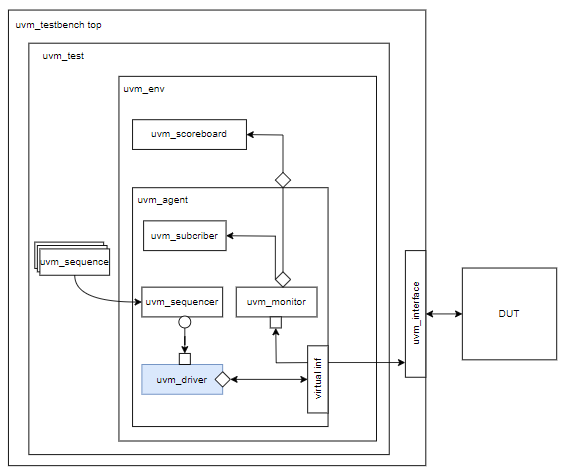 uvm_testbench top
uvm_test
uvm_env
uvm_scoreboard
uvm_agent
uvm_subcriber
uvm_sequence
uvm_sequencer
uvm_monitor
uvm_driver
virtual inf
uvm_interface
DUT